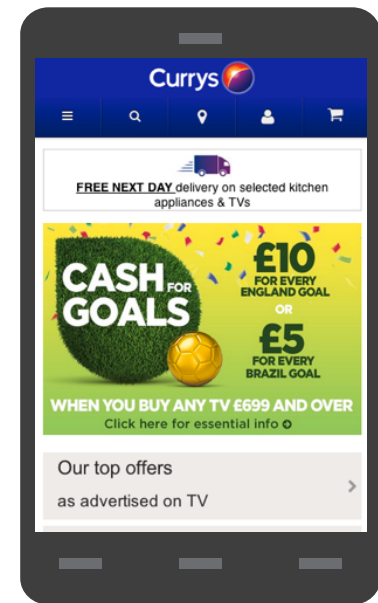 Currys
FREE NEXT DAY delivery on selected kitchen
appliances & TVs
CASH FOR
GOALS
£10
FOR EVERY
ENGLAND GOAL
OR
£5
FOR EVERY
BRAZIL GOAL
WHEN YOU BUY ANY TV £699 AND OVER
Click here for essential info
Our top offers
as advertised on TV